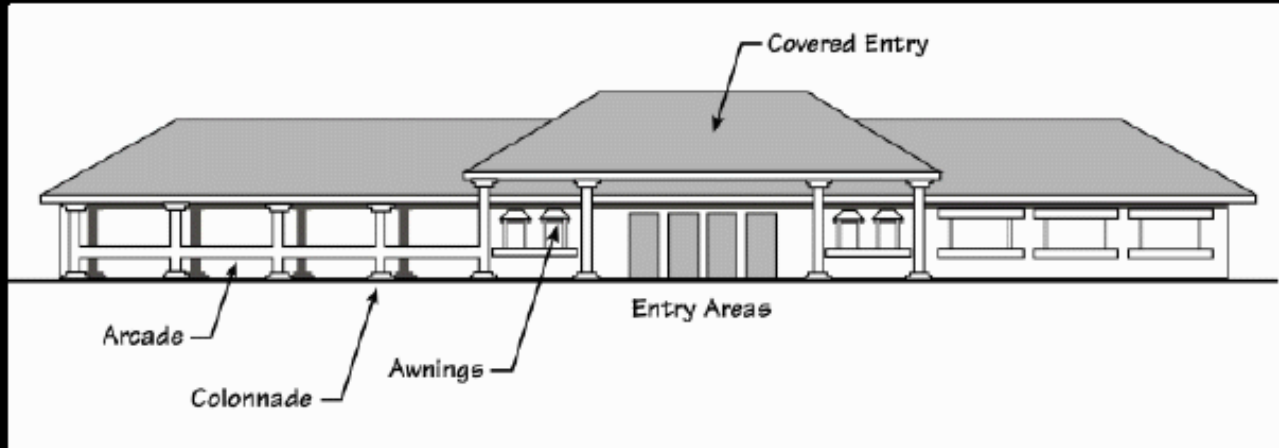 Covered Entry
Entry Areas
Arcade
Awnings
Colonnade